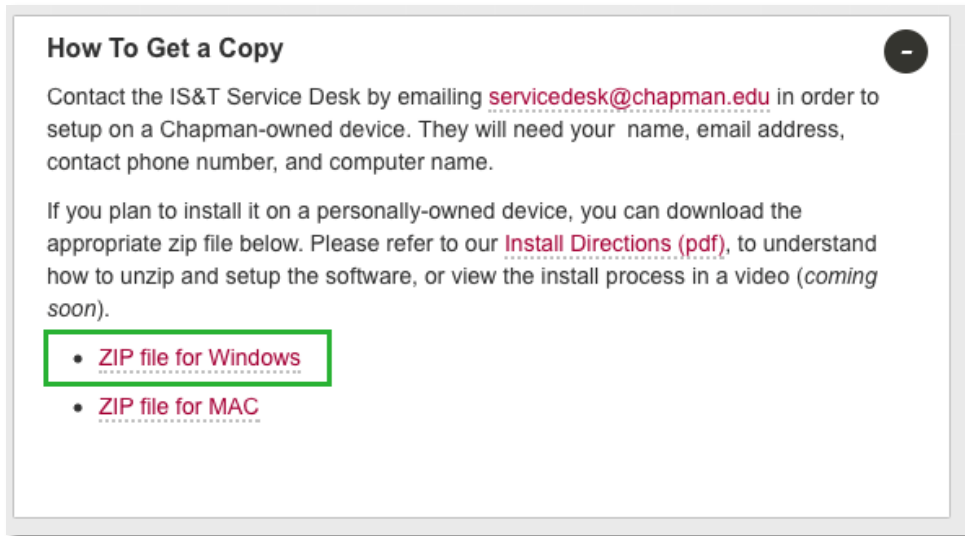 How To Get a Copy
-
Contact the IS&T Service Desk by emailing servicedesk@chapman.edu in order to
setup on a Chapman-owned device. They will need your  name, email address,
contact phone number, and computer name.
If you plan to install it on a personally-owned device, you can download the
appropriate zip file below. Please refer to our Install Directions (pdf), to understand
how to unzip and setup the software, or view the install process in a video (coming
soon).
• ZIP file for Windows
• ZIP file for MAC